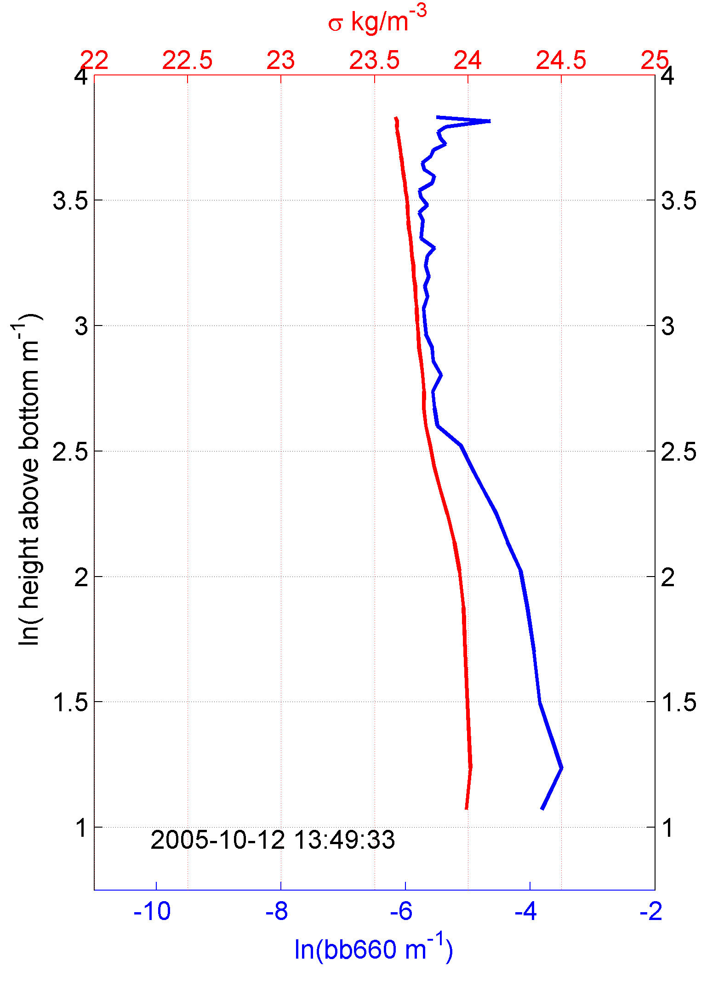 σ kg/m-3
22 22.5 23 23.5 24 24.5 25
4 4
3.5 3.5
3 3
2.5 2.5
2 2
1.5 1.5
1 1
ln( height above bottom m-1)
2005-10-12 13:49:33
-10 -8 -6 -4 -2
ln(bb660 m-1)